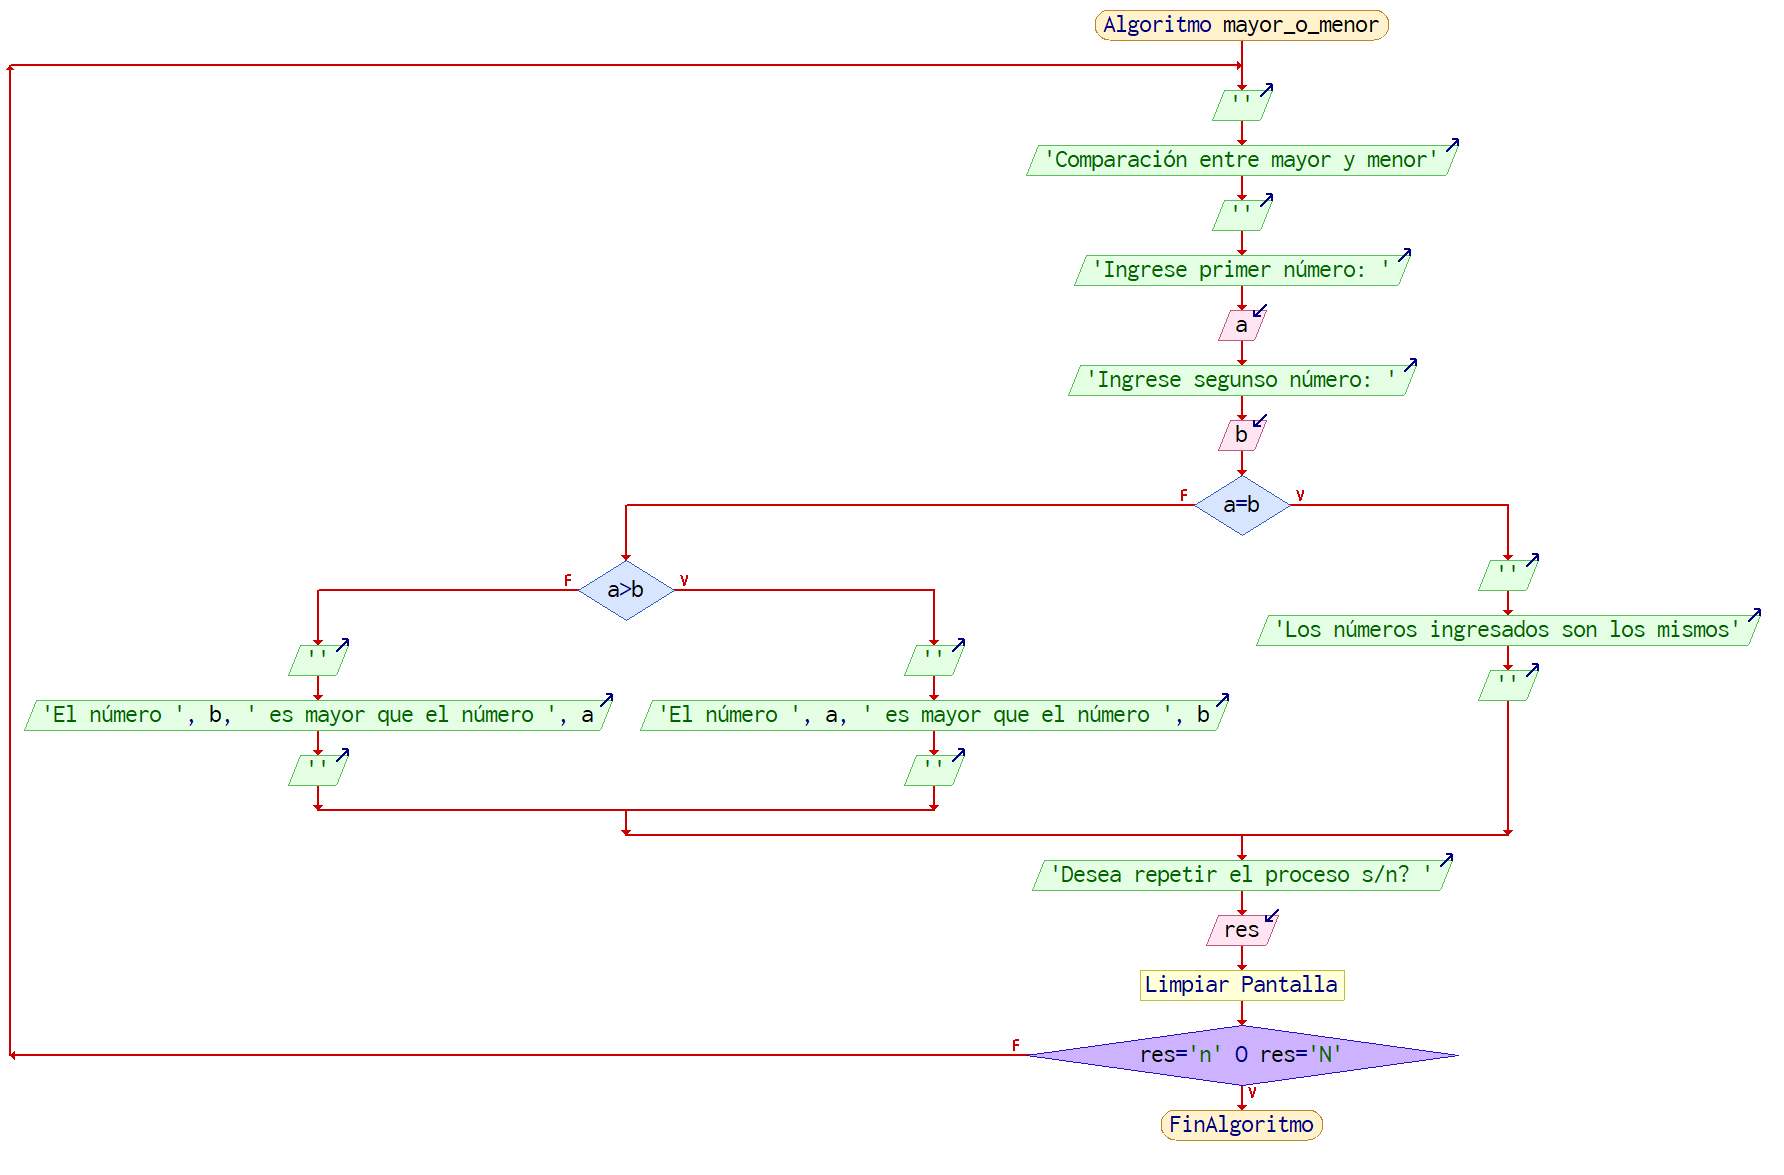 Algoritmo mayor_o_menor
''
'Comparación entre mayor y menor'
''
'Ingrese primer número: '
a
'Ingrese segunso número: '
b
a=b
F
V
a>b
F
V
''
'Los números ingresados son los mismos'
''
''
'El número ', b, ' es mayor que el número ', a
''
''
'El número ', a, ' es mayor que el número ', b
''
'Desea repetir el proceso s/n? '
res
Limpiar Pantalla
res='n' O res='N'
F
V
FinAlgoritmo